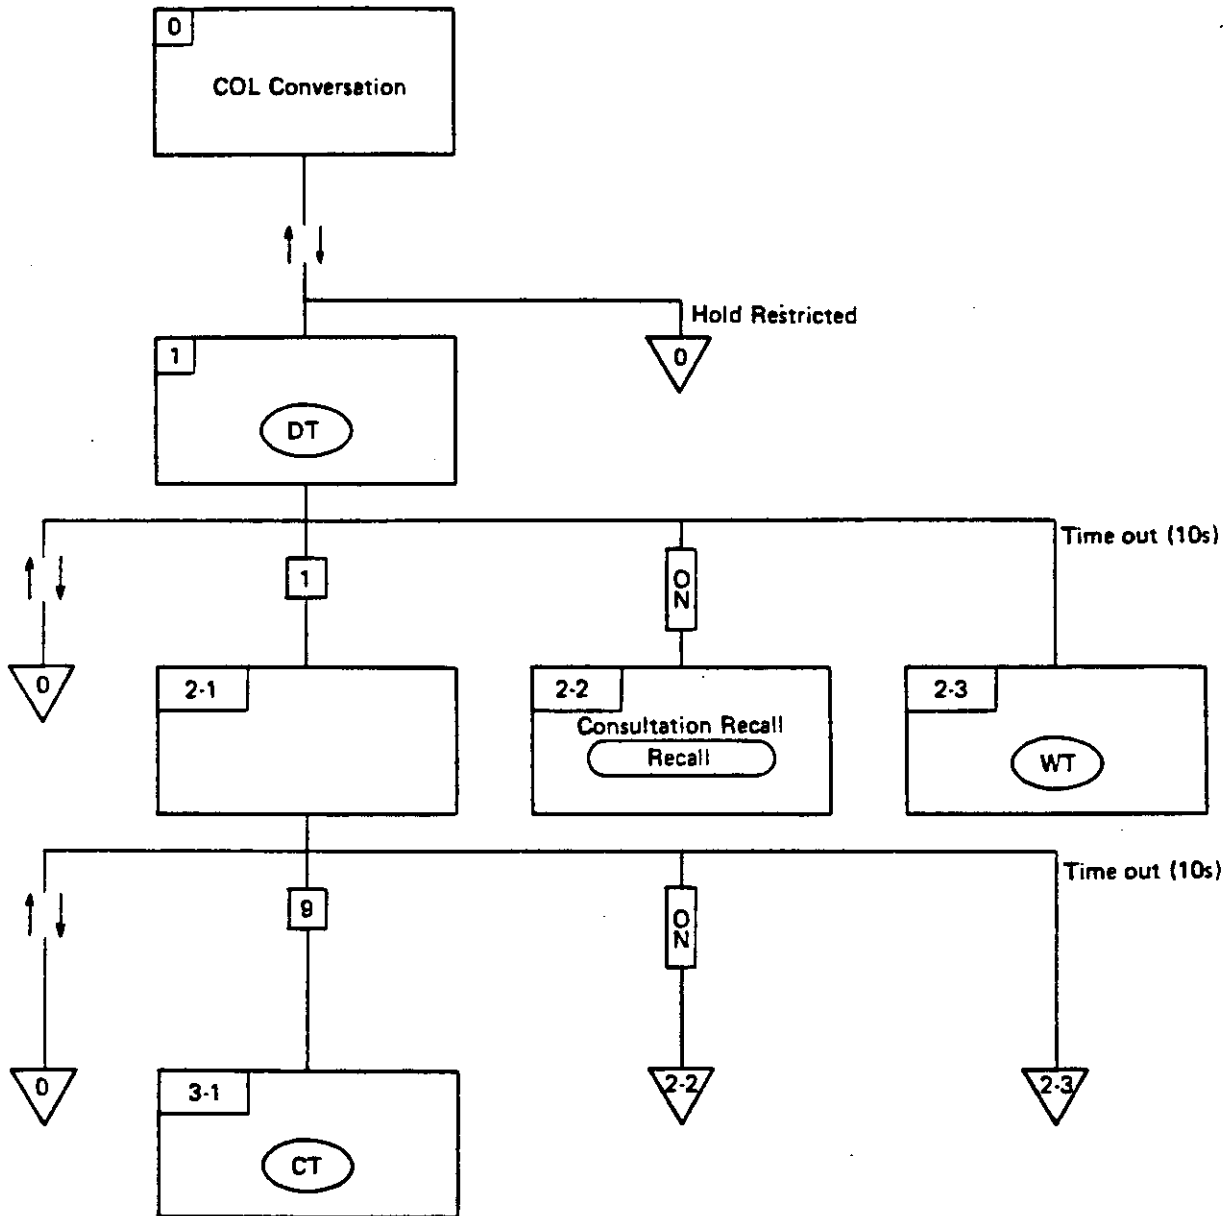 0
COL Conversation
Hold Restricted
0
1
DT
Time out (10s)
1
ON
0
2-1
2-2
Consultation Recall
Recall
2-3
WT
Time out (10s)
9
ON
0
3-1
CT
2-2
2-3